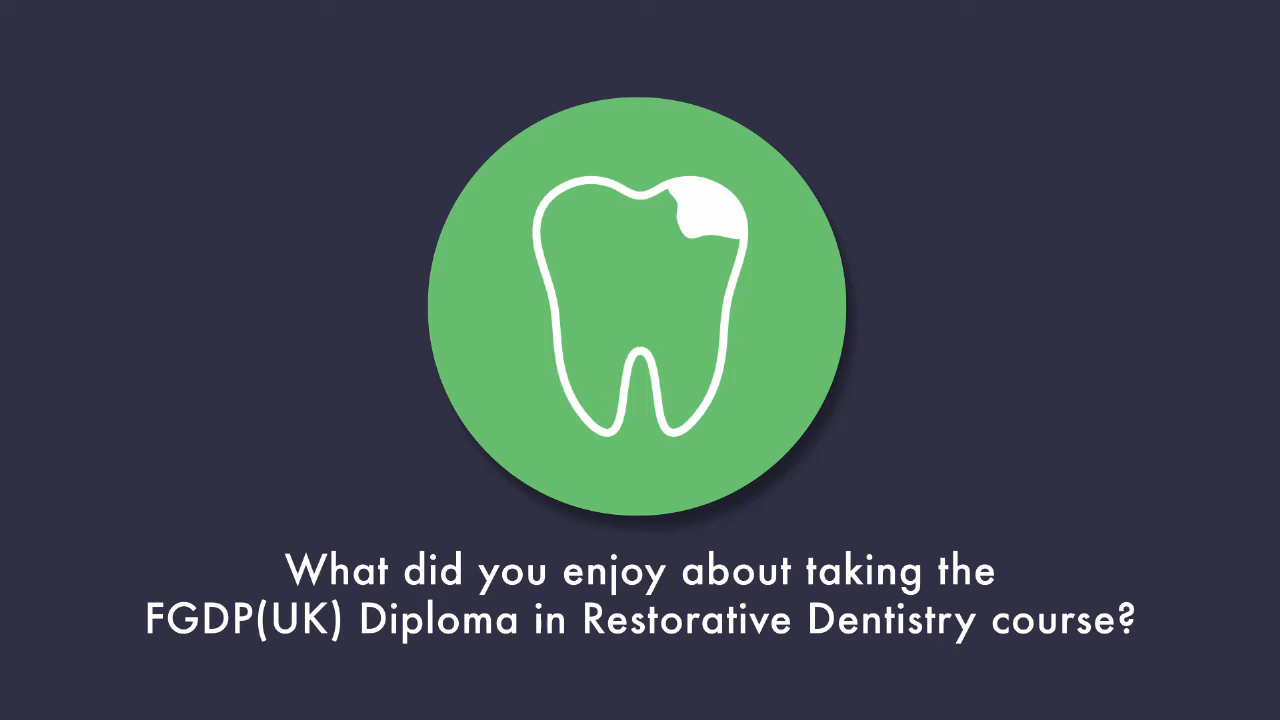 What did you enjoy about taking the
FGDP(UK) Diploma in Restorative Dentistry course?